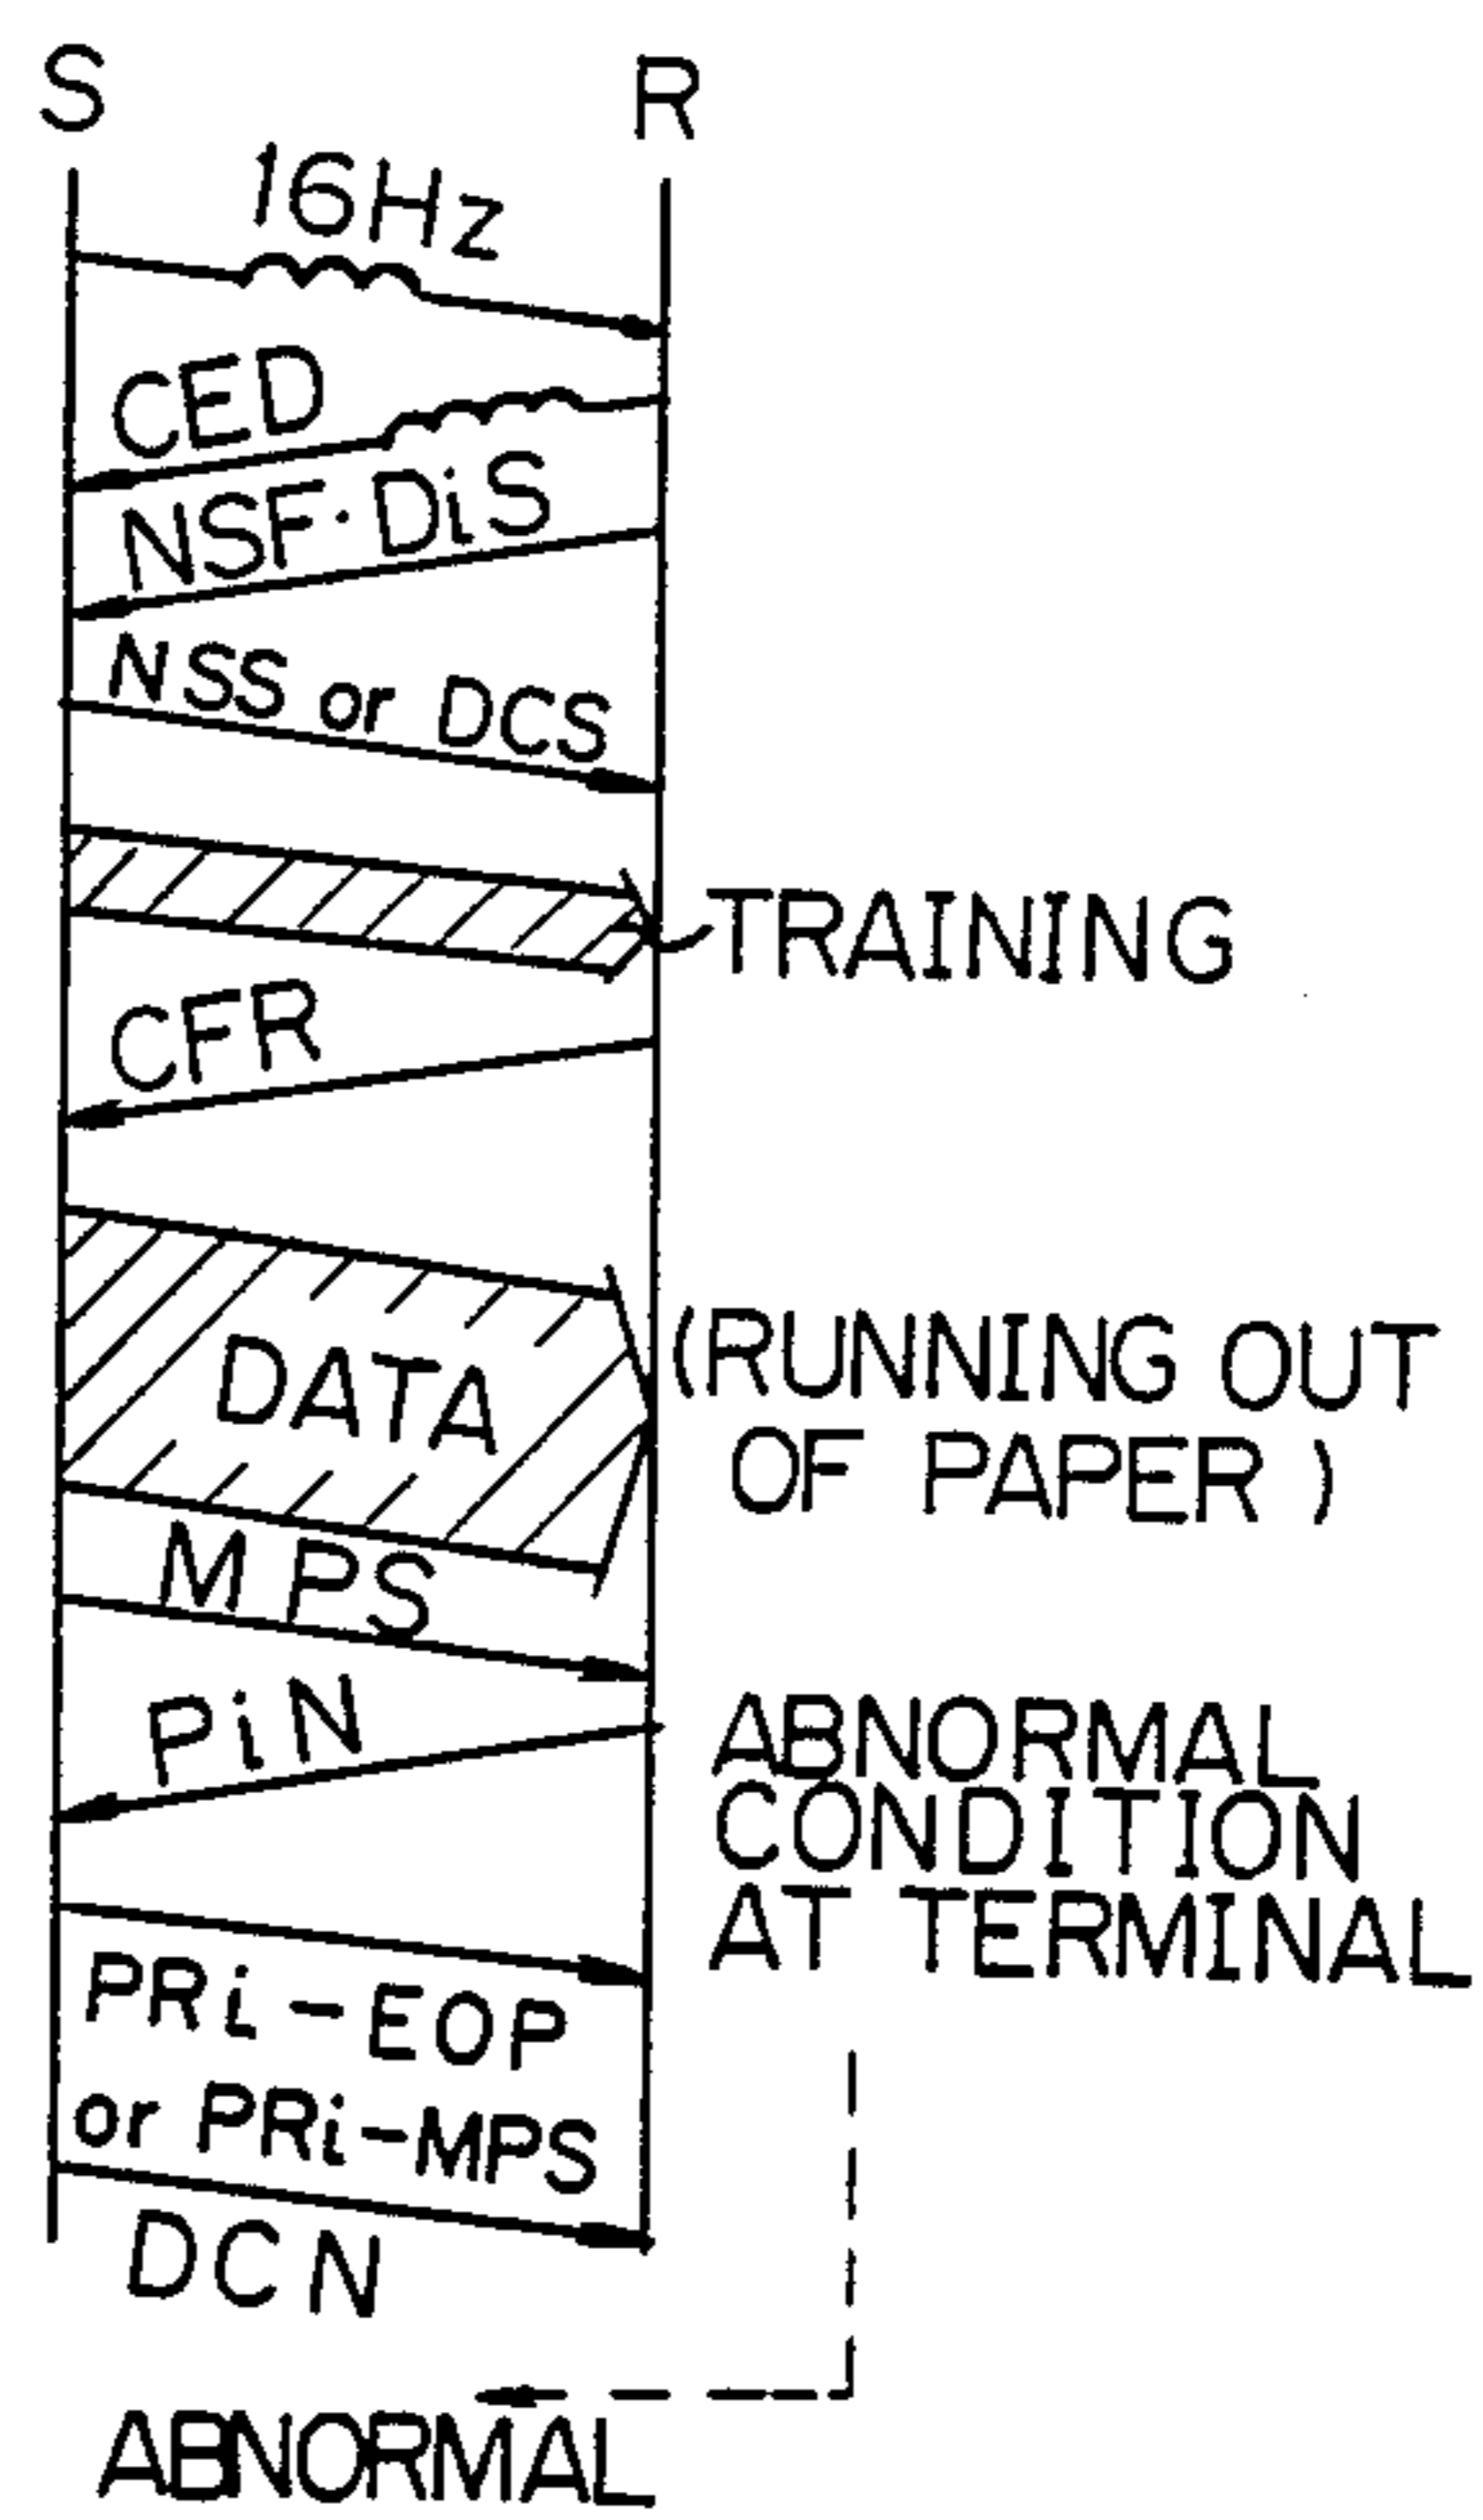 S
R
16Hz
CED
NSF·DiS
NSS or DCS
TRAINING
CFR
DATA
(RUNNING OUT
OF PAPER)
MPS
PiN
ABNORMAL
CONDITION
AT TERMINAL
PRi-EOP
or PRi-MPS
DCN
ABNORMAL